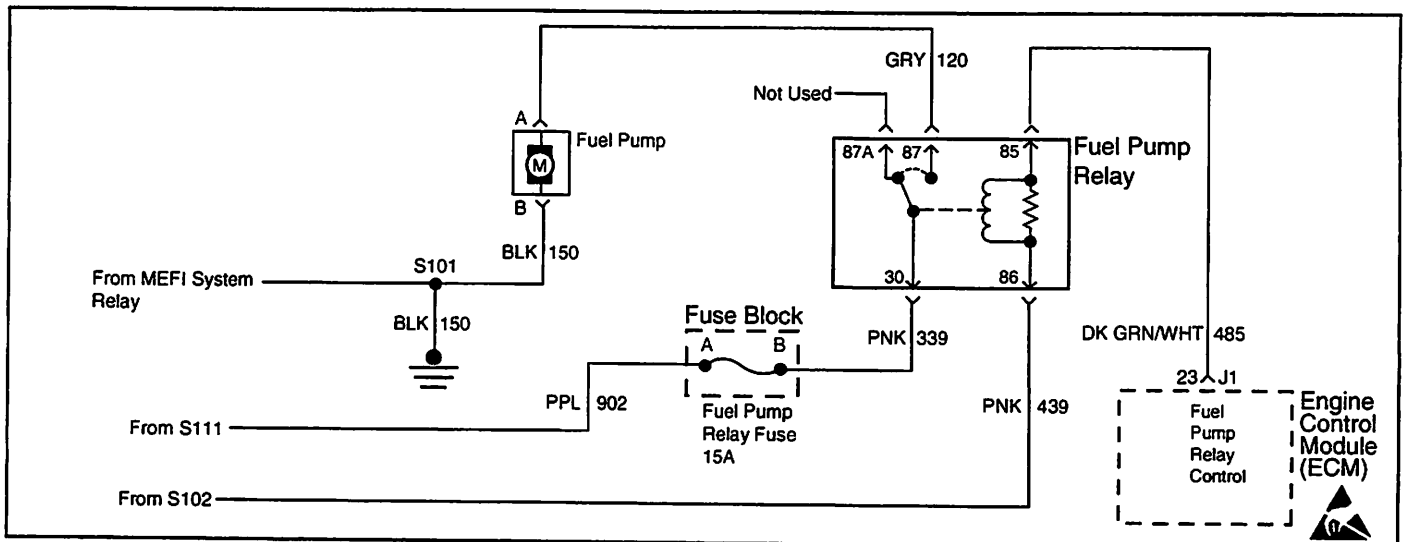 GRY 120
Not Used
A
Fuel Pump
M
B
87A 87 85
Fuel Pump
Relay
BLK 150
S101
From MEFI System
Relay
30 86
BLK 150
Fuse Block
A B
PNK 339
DK GRN/WHT 485
23 J1
PPL 902
Fuel Pump
Relay Fuse
15A
PNK 439
Fuel
Pump
Relay
Control
Engine
Control
Module
(ECM)
From S111
From S102